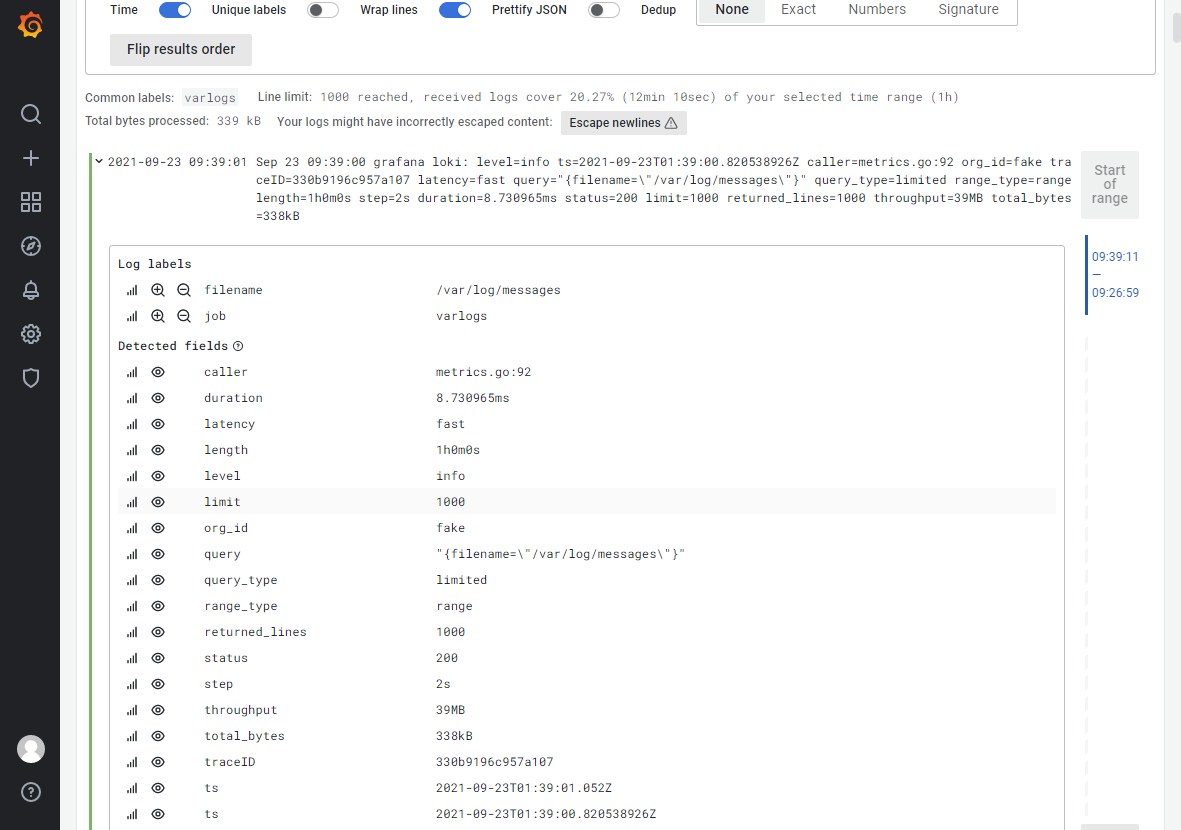 Time Unique labels Wrap lines Prettify JSON Dedup None Exact Numbers Signature
Flip results order
Common labels: varlogs Line limit: 1000 reached, received logs cover 20.27% (12min 10sec) of your selected time range (1h)
Total bytes processed: 339 kB Your logs might have incorrectly escaped content: Escape newlines
2021-09-23 09:39:01 Sep 23 09:39:00 grafana loki: level=info ts=2021-09-23T01:39:00.820538926Z caller=metrics.go:92 org_id=fake tra
ceID=330b9196c957a107 latency=fast query="{filename=\"/var/log/messages\"}" query_type=limited range_type=range
length=1h0m0s step=2s duration=8.730965ms status=200 limit=1000 returned_lines=1000 throughput=39MB total_bytes
=338kB
Start
of
range
09:39:11
—
09:26:59
Log labels
filename /var/log/messages
job varlogs
Detected fields
caller metrics.go:92
duration 8.730965ms
latency fast
length 1h0m0s
level info
limit 1000
org_id fake
query "{filename=\"/var/log/messages\"}"
query_type limited
range_type range
returned_lines 1000
status 200
step 2s
throughput 39MB
total_bytes 338kB
traceID 330b9196c957a107
ts 2021-09-23T01:39:01.052Z
ts 2021-09-23T01:39:00.820538926Z